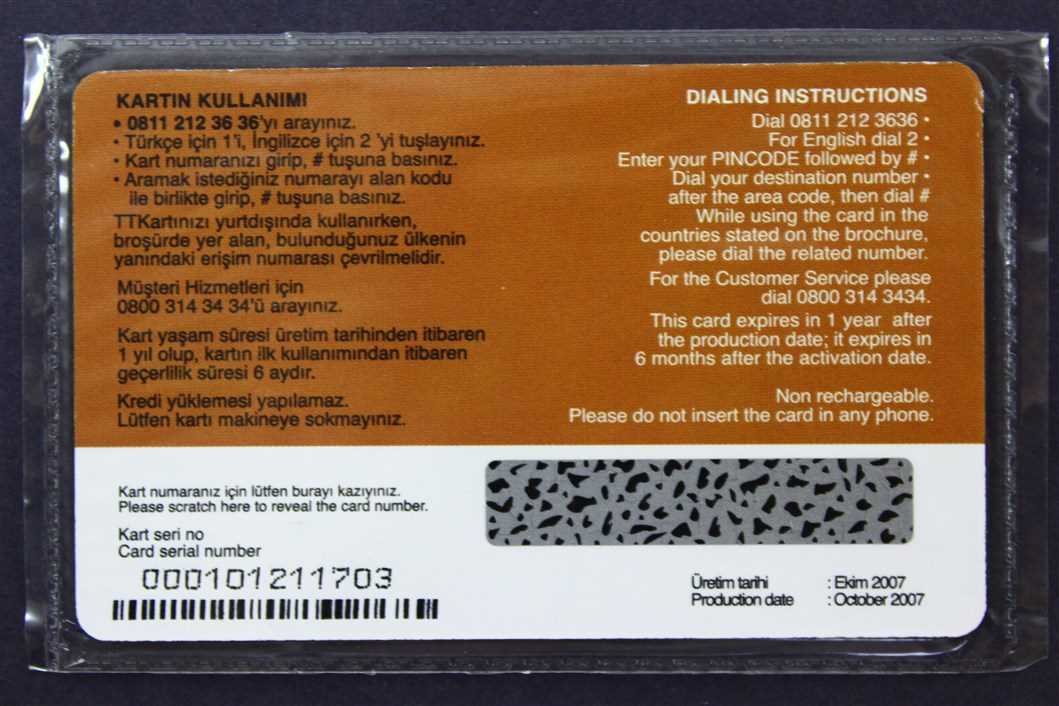 KARTIN KULLANIMI
• 0811 212 36 36'yı arayınız.
• Türkçe için 1'i, İngilizce için 2 'yi tuşlayınız.
• Kart numaranızı girip, # tuşuna basınız.
• Aramak istediğiniz numarayı alan kodu
ile birlikte girip, # tuşuna basınız.
TTKartınızı yurtdışında kullanırken,
broşürde yer alan, bulunduğunuz ülkenin
yanındaki erişim numarası çevrilmelidir.
Müşteri Hizmetleri için
0800 314 34 34'ü arayınız.
Kart yaşam süresi üretim tarihinden itibaren
1 yıl olup, kartın ilk kullanımından itibaren
geçerlilik süresi 6 aydır.
Kredi yüklemesi yapılamaz.
Lütfen kartı makineye sokmayınız.
DIALING INSTRUCTIONS
Dial 0811 212 3636 •
For English dial 2 •
Enter your PINCODE followed by # •
Dial your destination number •
after the area code, then dial #
While using the card in the
countries stated on the brochure,
please dial the related number.
For the Customer Service please
dial 0800 314 3434.
This card expires in 1 year after
the production date; it expires in
6 months after the activation date.
Non rechargeable.
Please do not insert the card in any phone.
Kart numaranız için lütfen burayı kazıyınız.
Please scratch here to reveal the card number.
Kart seri no
Card serial number
000101211703
Üretim tarihi : Ekim 2007
Production date : October 2007